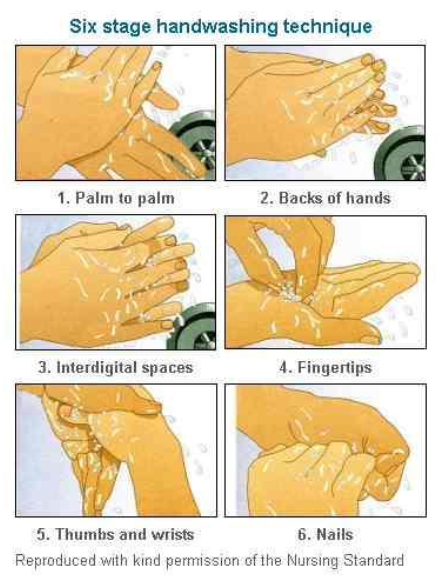 Six stage handwashing technique
1. Palm to palm
2. Backs of hands
3. Interdigital spaces
4. Fingertips
5. Thumbs and wrists
6. Nails
Reproduced with kind permission of the Nursing Standard